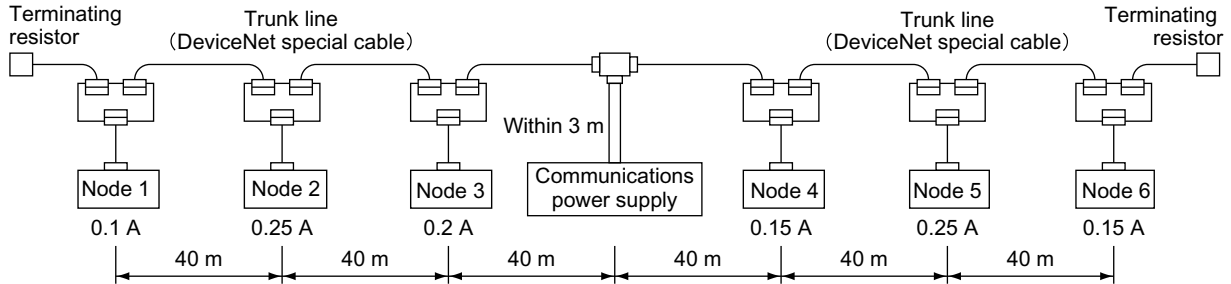 Terminating
resistor
Trunk line
（DeviceNet special cable）
Trunk line
（DeviceNet special cable）
Terminating
resistor
Within 3 m
Node 1
Node 2
Node 3
Communications
power supply
Node 4
Node 5
Node 6
0.1 A
0.25 A
0.2 A
0.15 A
0.25 A
0.15 A
40 m
40 m
40 m
40 m
40 m
40 m